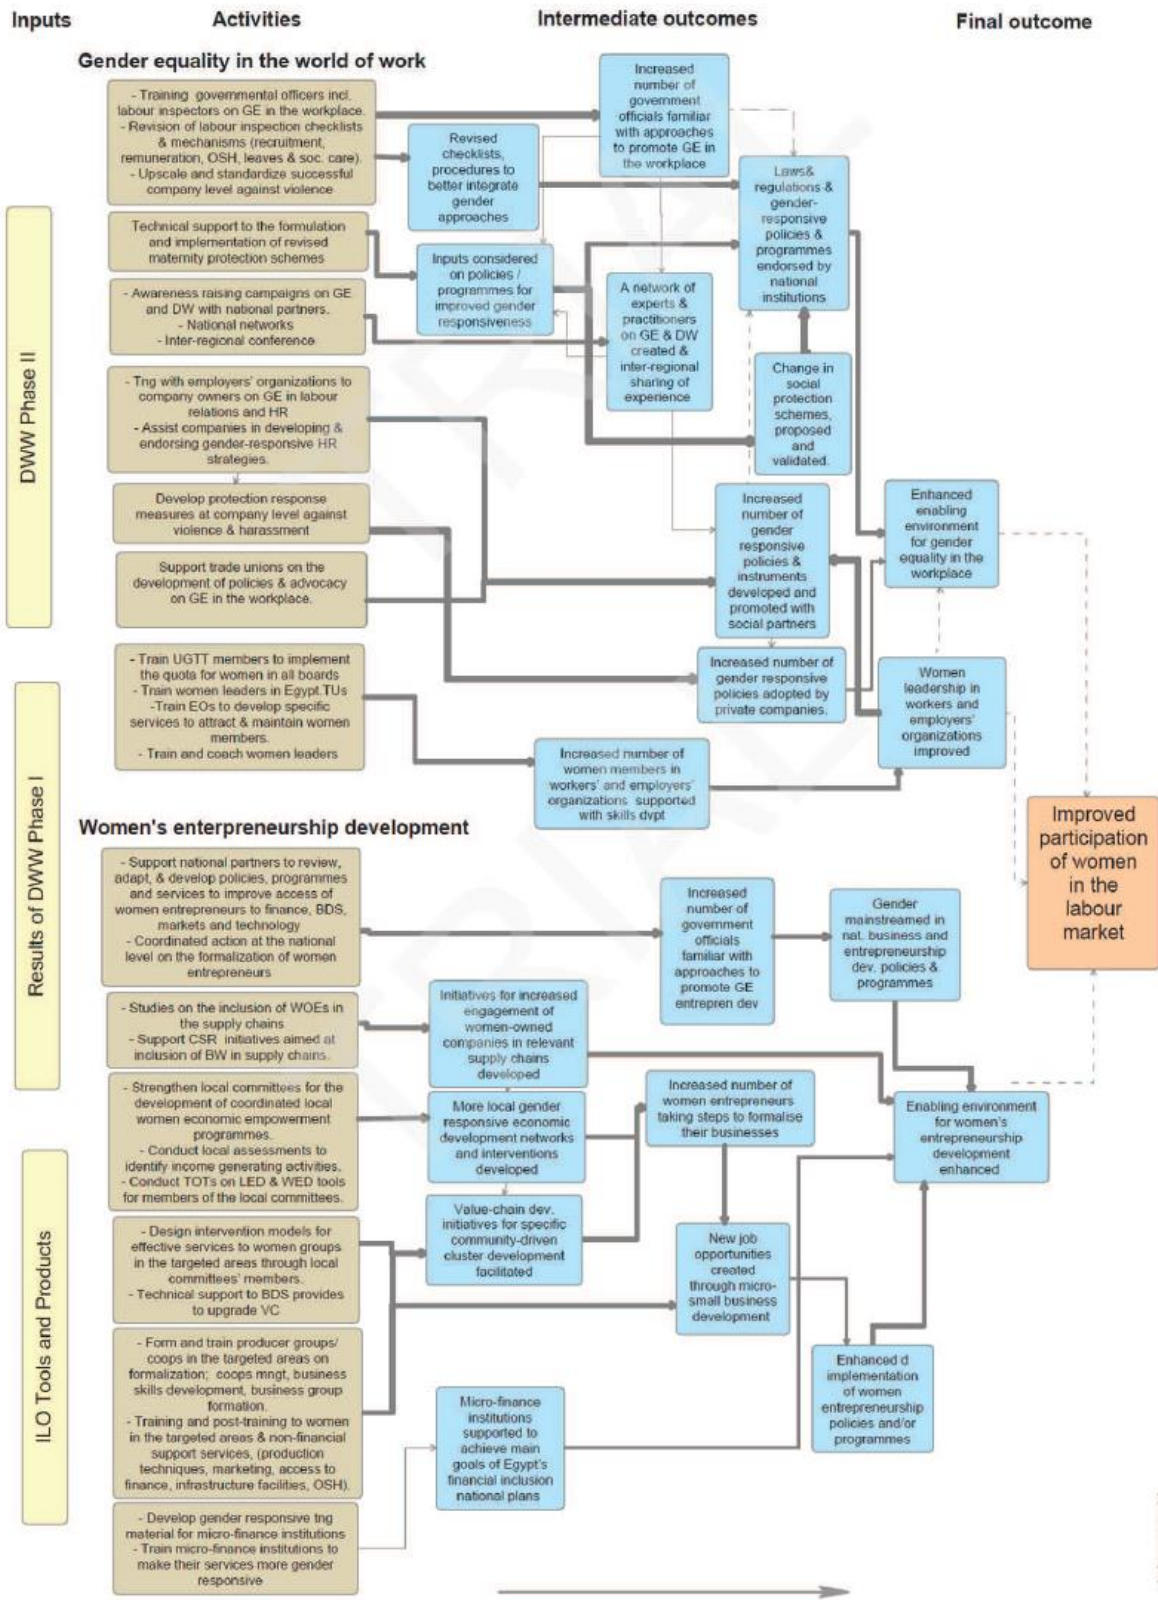 Inputs
Activities
Intermediate outcomes
Final outcome
Gender equality in the world of work
- Training governmental officers incl.
labour inspectors on GE in the workplace.
- Revision of labour inspection checklists
& mechanisms (recruitment,
remuneration, OSH, leaves & soc. care).
- Upscale and standardize successful
company level against violence
Technical support to the formulation
and implementation of revised
maternity protection schemes
- Awareness raising campaigns on GE
and DW with national partners.
- National networks
- Inter-regional conference
- Tng with employers' organizations to
company owners on GE in labour
relations and HR
- Assist companies in developing &
endorsing gender-responsive HR
strategies.
Develop protection response
measures at company level against
violence & harassment
Support trade unions on the
development of policies & advocacy
on GE in the workplace.
- Train UGTT members to implement
the quota for women in all boards
- Train women leaders in Egypt.TUs
-Train EOs to develop specific
services to attract & maintain women
members.
- Train and coach women leaders
Increased
number of
government
officials familiar
with approaches
to promote GE in
the workplace
Revised
checklists,
procedures to
better integrate
gender
approaches
Laws&
regulations &
gender-
responsive
policies &
programmes
endorsed by
national
institutions
Inputs considered
on policies /
programmes for
improved gender
responsiveness
A network of
experts &
practitioners
on GE & DW
created &
inter-regional
sharing of
experience
Change in
social
protection
schemes,
proposed
and
validated.
Increased
number of
gender
responsive
policies &
instruments
developed and
promoted with
social partners
Enhanced
enabling
environment
for gender
equality in the
workplace
Increased number of
gender responsive
policies adopted by
private companies.
Women
leadership in
workers and
employers'
organizations
improved
Increased number of
women members in
workers' and employers'
organizations supported
with skills dvpt
DWW Phase II
Results of DWW Phase I
ILO Tools and Products
Improved
participation
of women
in the
labour
market
Women's enterpreneurship development
- Support national partners to review,
adapt, & develop policies, programmes
and services to improve access of
women entrepreneurs to finance, BDS,
markets and technology
- Coordinated action at the national
level on the formalization of women
entrepreneurs
- Studies on the inclusion of WOEs in
the supply chains
- Support CSR initiatives aimed at
inclusion of BW in supply chains.
- Strengthen local committees for the
development of coordinated local
women economic empowerment
programmes.
- Conduct local assessments to
identify income generating activities.
- Conduct TOTs on LED & WED tools
for members of the local committees.
- Design intervention models for
effective services to women groups
in the targeted areas through local
committees' members.
- Technical support to BDS provides
to upgrade VC
- Form and train producer groups/
coops in the targeted areas on
formalization; coops mngt, business
skills development, business group
formation.
- Training and post-training to women
in the targeted areas & non-financial
support services, (production
techniques, marketing, access to
finance, infrastructure facilities, OSH).
- Develop gender responsive tng
material for micro-finance institutions
- Train micro-finance institutions to
make their services more gender
responsive
Increased
number of
government
officials
familiar with
approaches to
promote GE
entrepren dev
Gender
mainstreamed in
nat. business and
entrepreneurship
dev. policies &
programmes
Initiatives for increased
engagement of
women-owned
companies in relevant
supply chains
developed
Increased number of
women entrepreneurs
taking steps to formalise
their businesses
More local gender
responsive economic
development networks
and interventions
developed
Enabling environment
for women's
entrepreneurship
development
enhanced
Value-chain dev.
initiatives for specific
community-driven
cluster development
facilitated
New job
opportunities
created
through micro-
small business
development
Enhanced d
implementation
of women
entrepreneurship
policies and/or
programmes
Micro-finance
institutions
supported to
achieve main
goals of Egypt's
financial inclusion
national plans
TRIAL
TRIAL